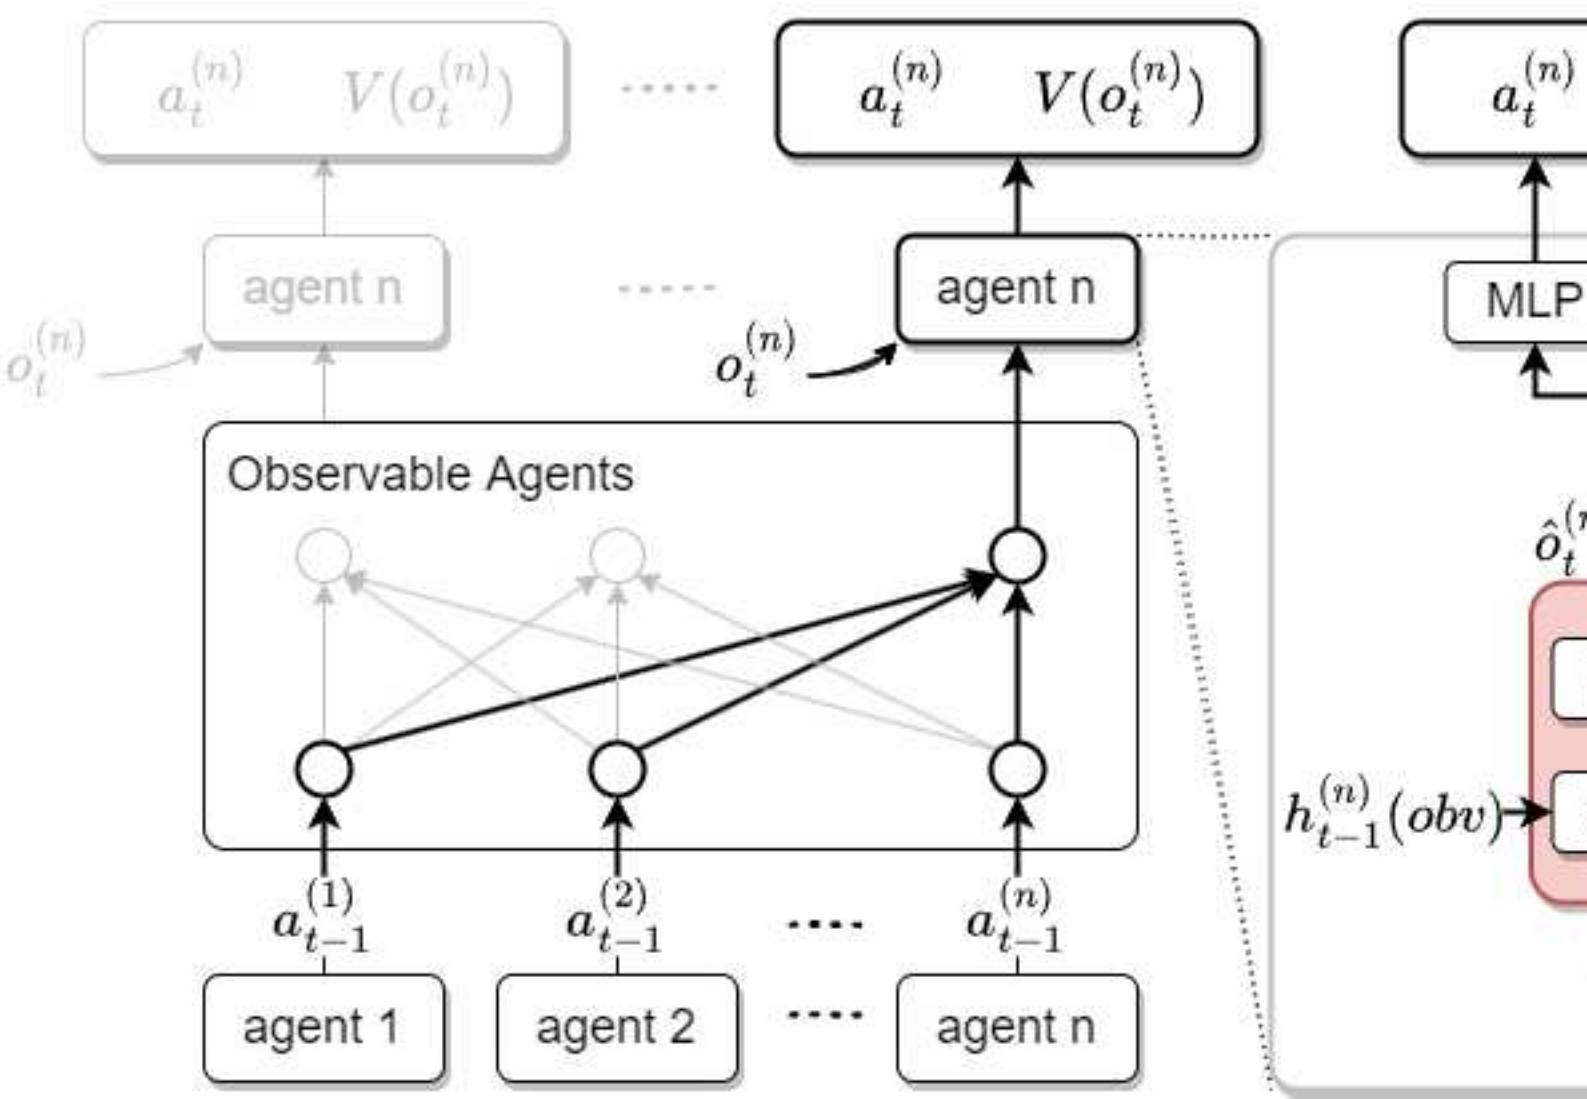 a_t^{(n)} V(o_t^{(n)}) ..... a_t^{(n)} V(o_t^{(n)}) a_t^{(n)}
agent n ..... agent n MLP
o_t^{(n)} o_t^{(n)}
Observable Agents
h_{t-1}^{(n)}(obv)
a_{t-1}^{(1)} a_{t-1}^{(2)} .... a_{t-1}^{(n)}
agent 1 agent 2 .... agent n